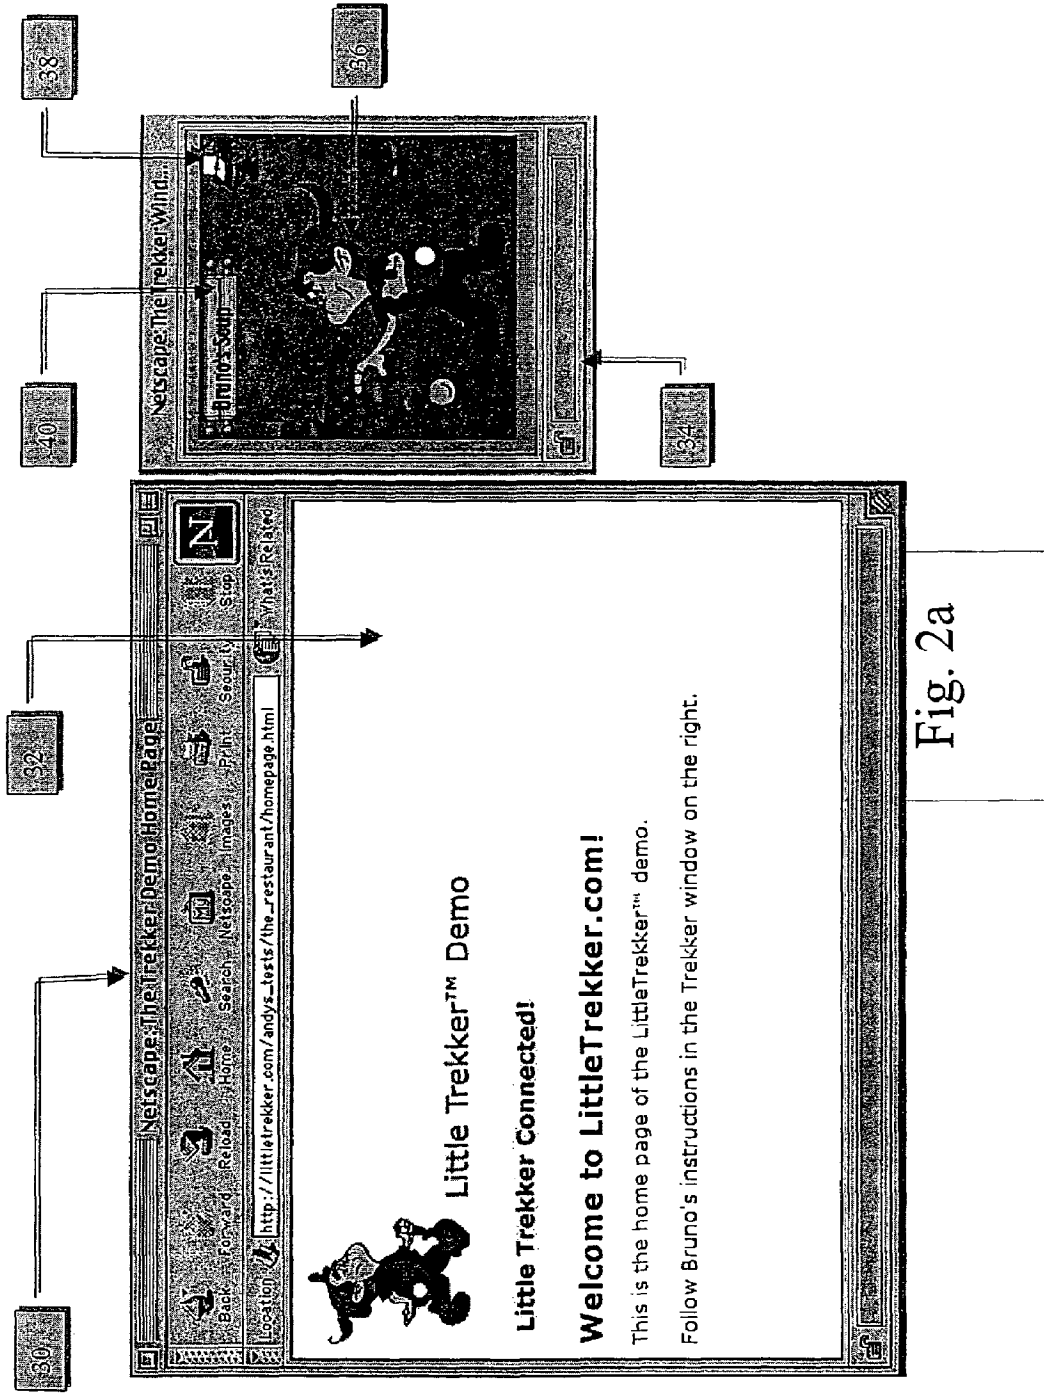 30
32
40
38
Netscape: The Trekker Demo Home Page
Back Forward Reload Home Search Netscape Images Print Security Stop
N
Location http://littletrekker.com/andys_tests/the_restaurant/homepage.html What's Related
Little Trekker™ Demo
Little Trekker Connected!
Welcome to LittleTrekker.com!
This is the home page of the LittleTrekker™ demo.
Follow Bruno's instructions in the Trekker window on the right.
Netscape: The Trekker Wind...
Bruno's Soup
36
34
Fig. 2a